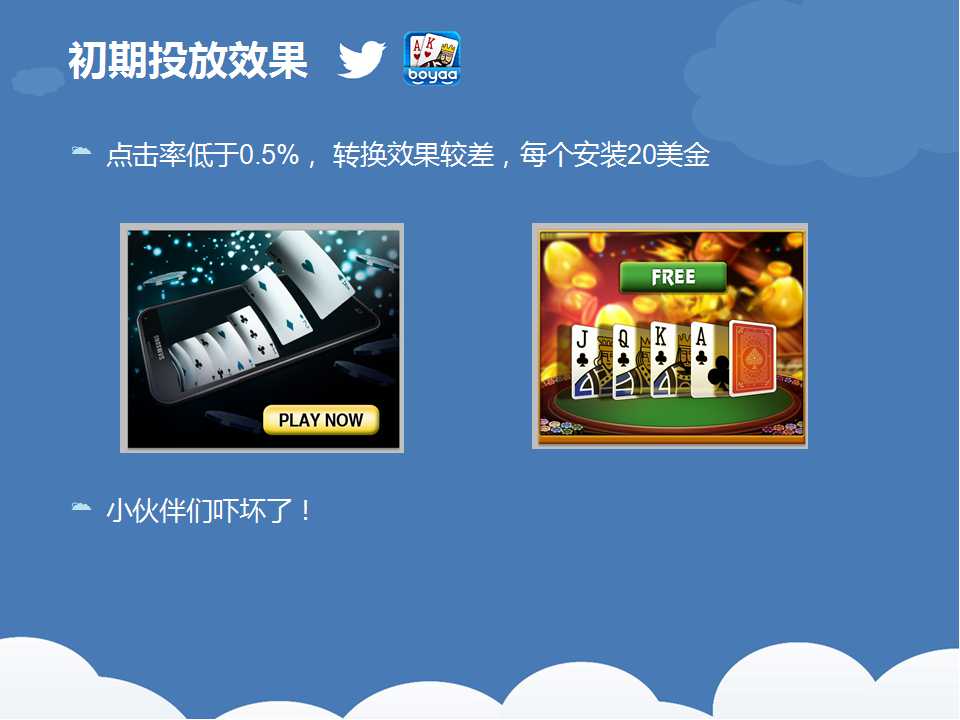 初期投放效果
boyaa
点击率低于0.5%， 转换效果较差，每个安装20美金
SAMSUNG
PLAY NOW
FREE
J Q K A
小伙伴们吓坏了！